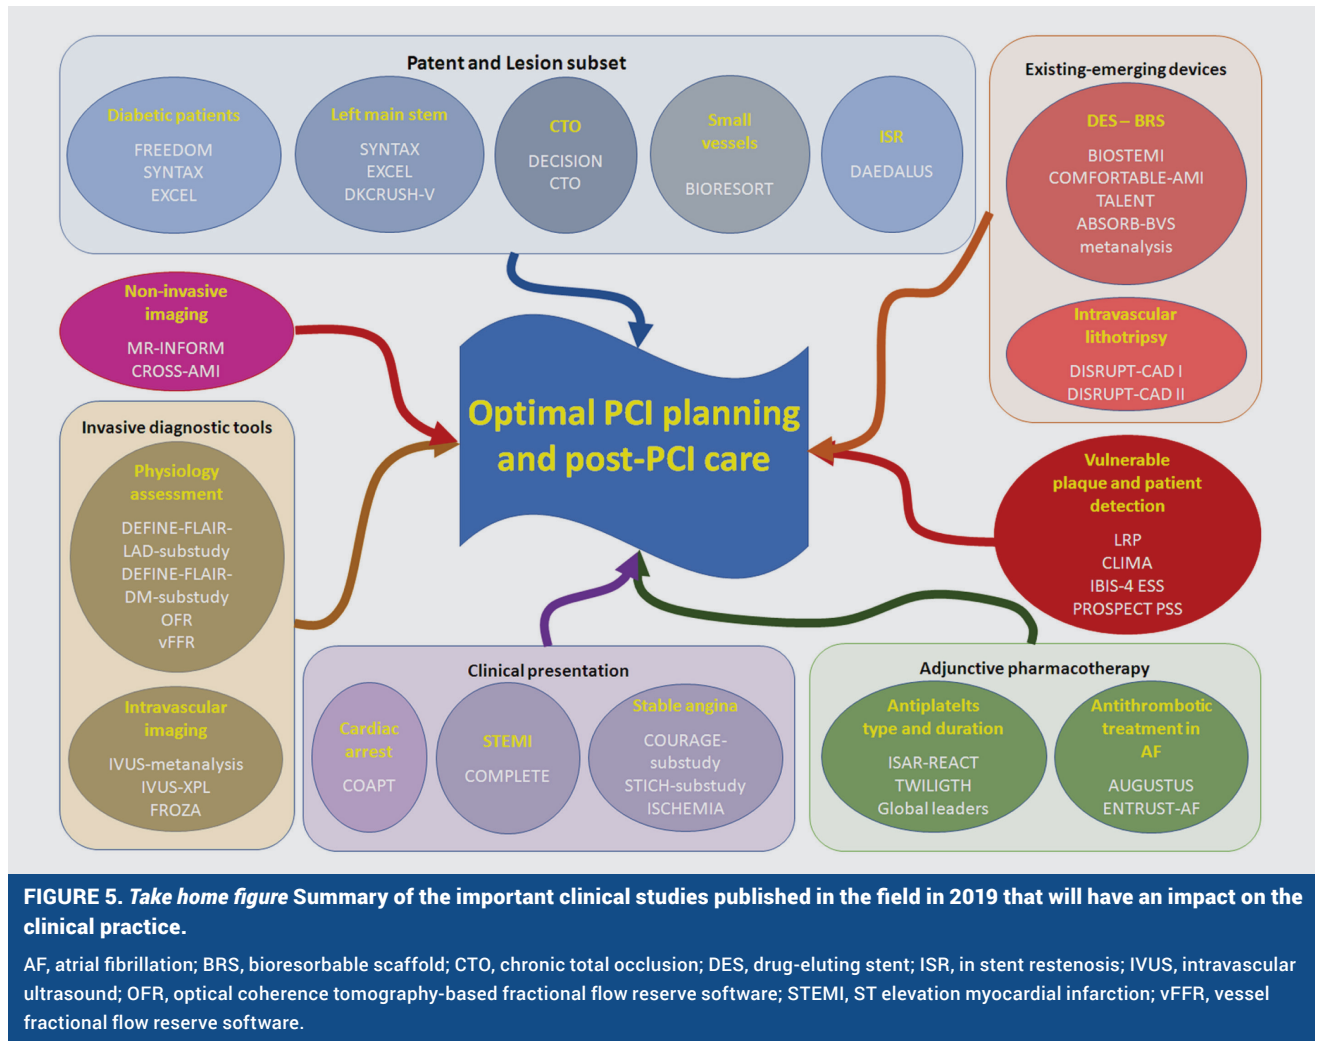 Patent and Lesion subset
Diabetic patients
FREEDOM
SYNTAX
EXCEL
Left main stem
SYNTAX
EXCEL
DKCRUSH-V
CTO
DECISION
CTO
Small
vessels
BIORESORT
ISR
DAEDALUS
Existing-emerging devices
DES – BRS
BIOSTEMI
COMFORTABLE-AMI
TALENT
ABSORB-BVS
metanalysis
Intravascular
lithotripsy
DISRUPT-CAD I
DISRUPT-CAD II
Non-invasive
imaging
MR-INFORM
CROSS-AMI
Optimal PCI planning
and post-PCI care
Invasive diagnostic tools
Physiology
assessment
DEFINE-FLAIR-
LAD-substudy
DEFINE-FLAIR-
DM-substudy
OFR
vFFR
Intravascular
imaging
IVUS-metanalysis
IVUS-XPL
FROZA
Vulnerable
plaque and patient
detection
LRP
CLIMA
IBIS-4 ESS
PROSPECT PSS
Clinical presentation
Cardiac
arrest
COAPT
STEMI
COMPLETE
Stable angina
COURAGE-
substudy
STICH-substudy
ISCHEMIA
Adjunctive pharmacotherapy
Antiplatelts
type and duration
ISAR-REACT
TWILIGTH
Global leaders
Antithrombotic
treatment in
AF
AUGUSTUS
ENTRUST-AF
FIGURE 5. Take home figure Summary of the important clinical studies published in the field in 2019 that will have an impact on the
clinical practice.
AF, atrial fibrillation; BRS, bioresorbable scaffold; CTO, chronic total occlusion; DES, drug-eluting stent; ISR, in stent restenosis; IVUS, intravascular
ultrasound; OFR, optical coherence tomography-based fractional flow reserve software; STEMI, ST elevation myocardial infarction; vFFR, vessel
fractional flow reserve software.